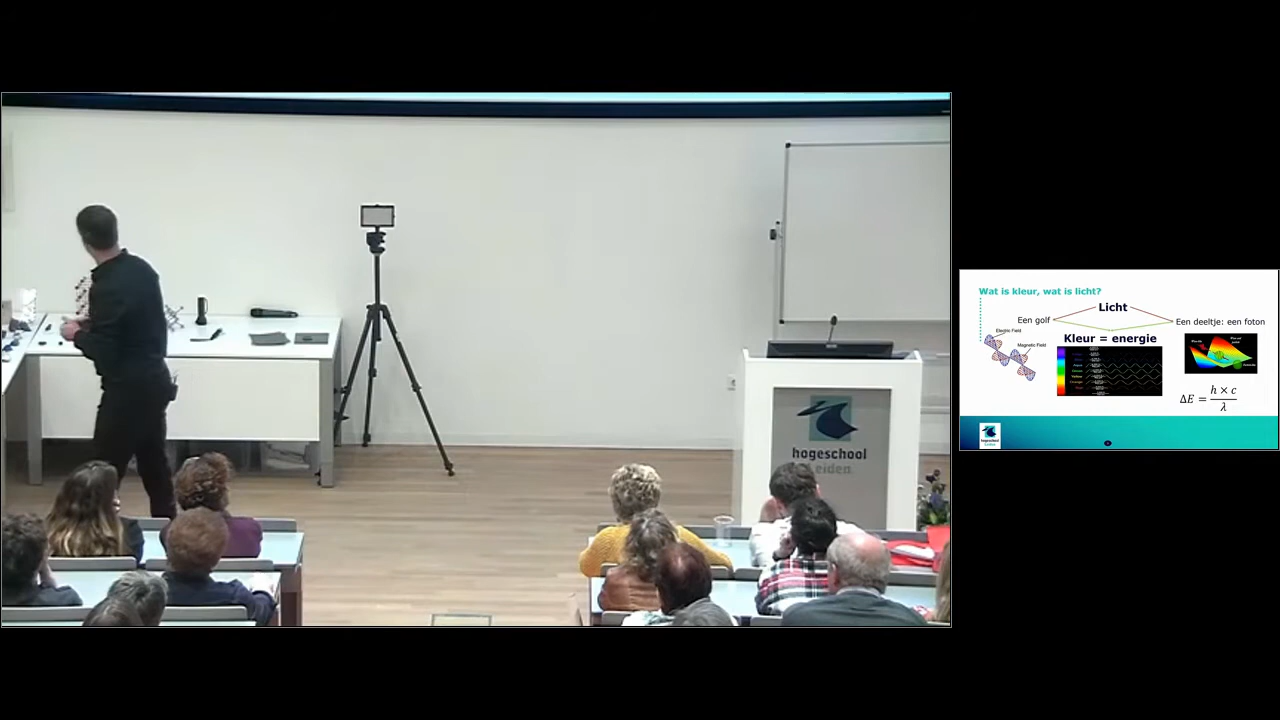 hogeschool
Leiden
Wat is kleur, wat is licht?
Licht
Een golf
Een deeltje: een foton
Electric Field
Magnetic Field
Kleur = energie
ΔE = h × c / λ
hogeschool
Leiden